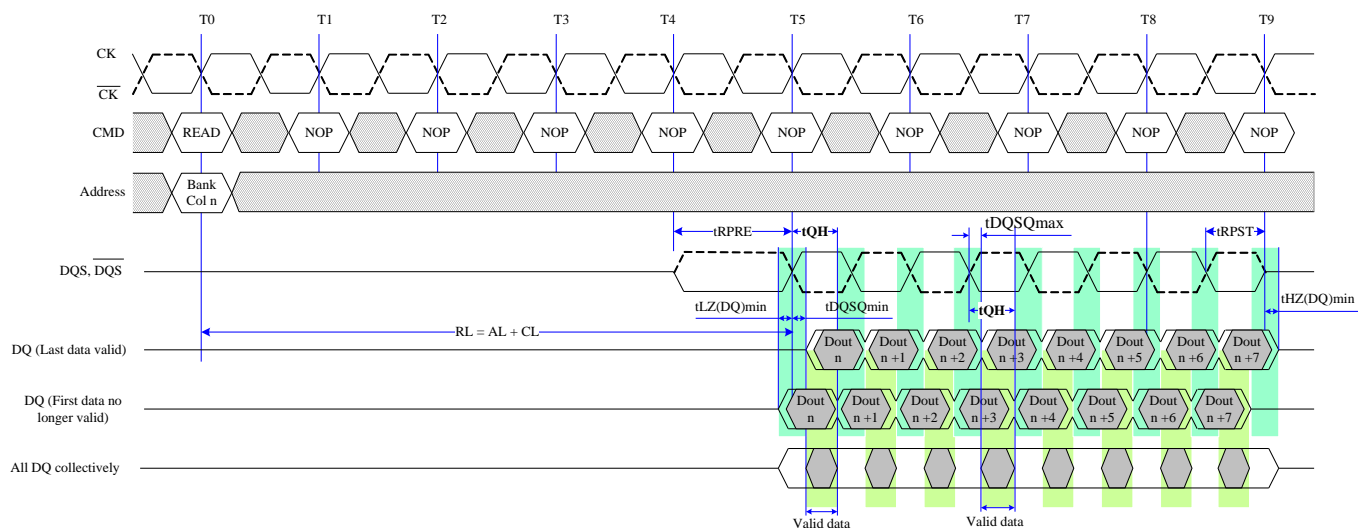 T0 T1 T2 T3 T4 T5 T6 T7 T8 T9
CK
CK
CMD READ NOP NOP NOP NOP NOP NOP NOP NOP NOP
Address Bank
Col n
tRPRE tQH tDQSQmax tRPST
DQS, DQS
tLZ(DQ)min tDQSQmin tQH tHZ(DQ)min
RL = AL + CL
DQ (Last data valid)
Dout Dout Dout Dout Dout Dout Dout Dout
n n +1 n +2 n +3 n +4 n +5 n +6 n +7
DQ (First data no
longer valid)
Dout Dout Dout Dout Dout Dout Dout Dout
n n +1 n +2 n +3 n +4 n +5 n +6 n +7
All DQ collectively
Valid data Valid data